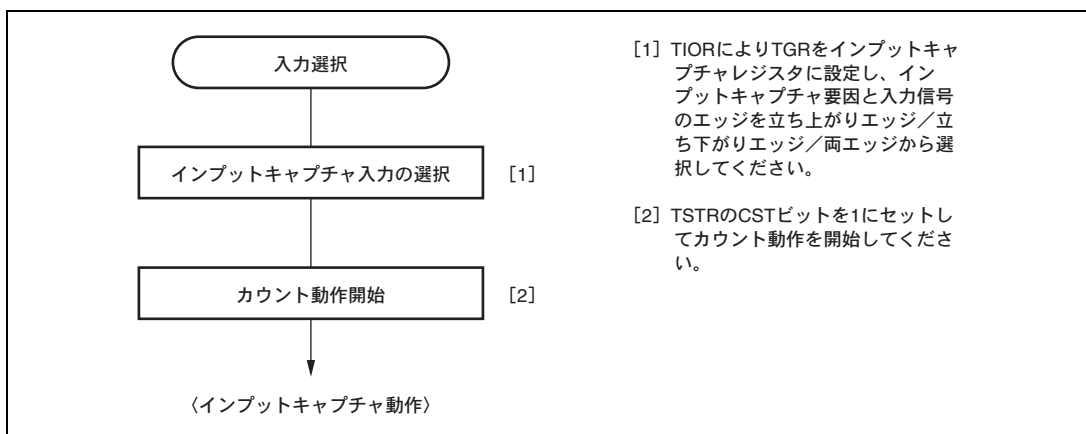 入力選択
インプットキャプチャ入力の選択 [1]
カウント動作開始 [2]
〈インプットキャプチャ動作〉
[1] TIORによりTGRをインプットキャ
プチャレジスタに設定し、イン
プットキャプチャ要因と入力信号
のエッジを立ち上がりエッジ／立
ち下がりエッジ／両エッジから選
択してください。
[2] TSTRのCSTビットを1にセットし
てカウント動作を開始してくださ
い。